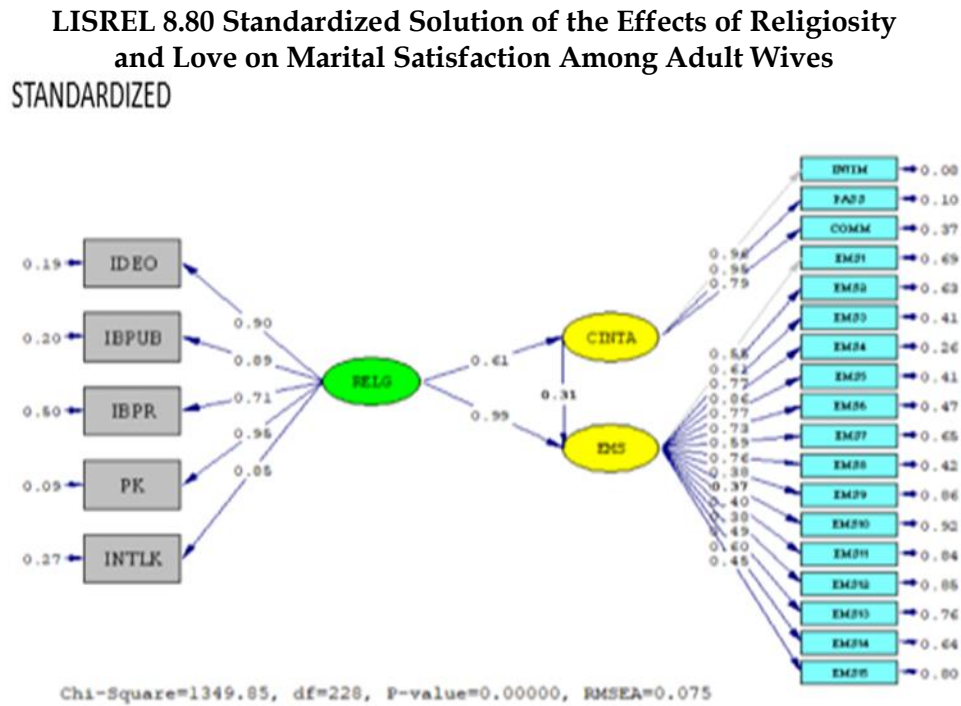 LISREL 8.80 Standardized Solution of the Effects of Religiosity
and Love on Marital Satisfaction Among Adult Wives
STANDARDIZED
0.19 IDEO
0.20 IBPUB
0.50 IBPR
0.09 PK
0.27 INTLK
0.90
0.89
0.71
0.85
RELG
0.61
0.99
CINTA
0.31
EMS
0.95
0.79
0.77
0.86
0.77
0.73
0.59
0.76
0.38
0.37
0.40
0.38
0.49
0.60
0.45
INTIM 0.08
PASS 0.10
COMM 0.37
EMS1 0.69
EMS2 0.63
EMS3 0.41
EMS4 0.26
EMS5 0.41
EMS6 0.47
EMS7 0.65
EMS8 0.42
EMS9 0.86
EMS10 0.92
EMS11 0.84
EMS12 0.85
EMS13 0.76
EMS14 0.64
EMS15 0.80
Chi-Square=1349.85, df=228, P-value=0.00000, RMSEA=0.075